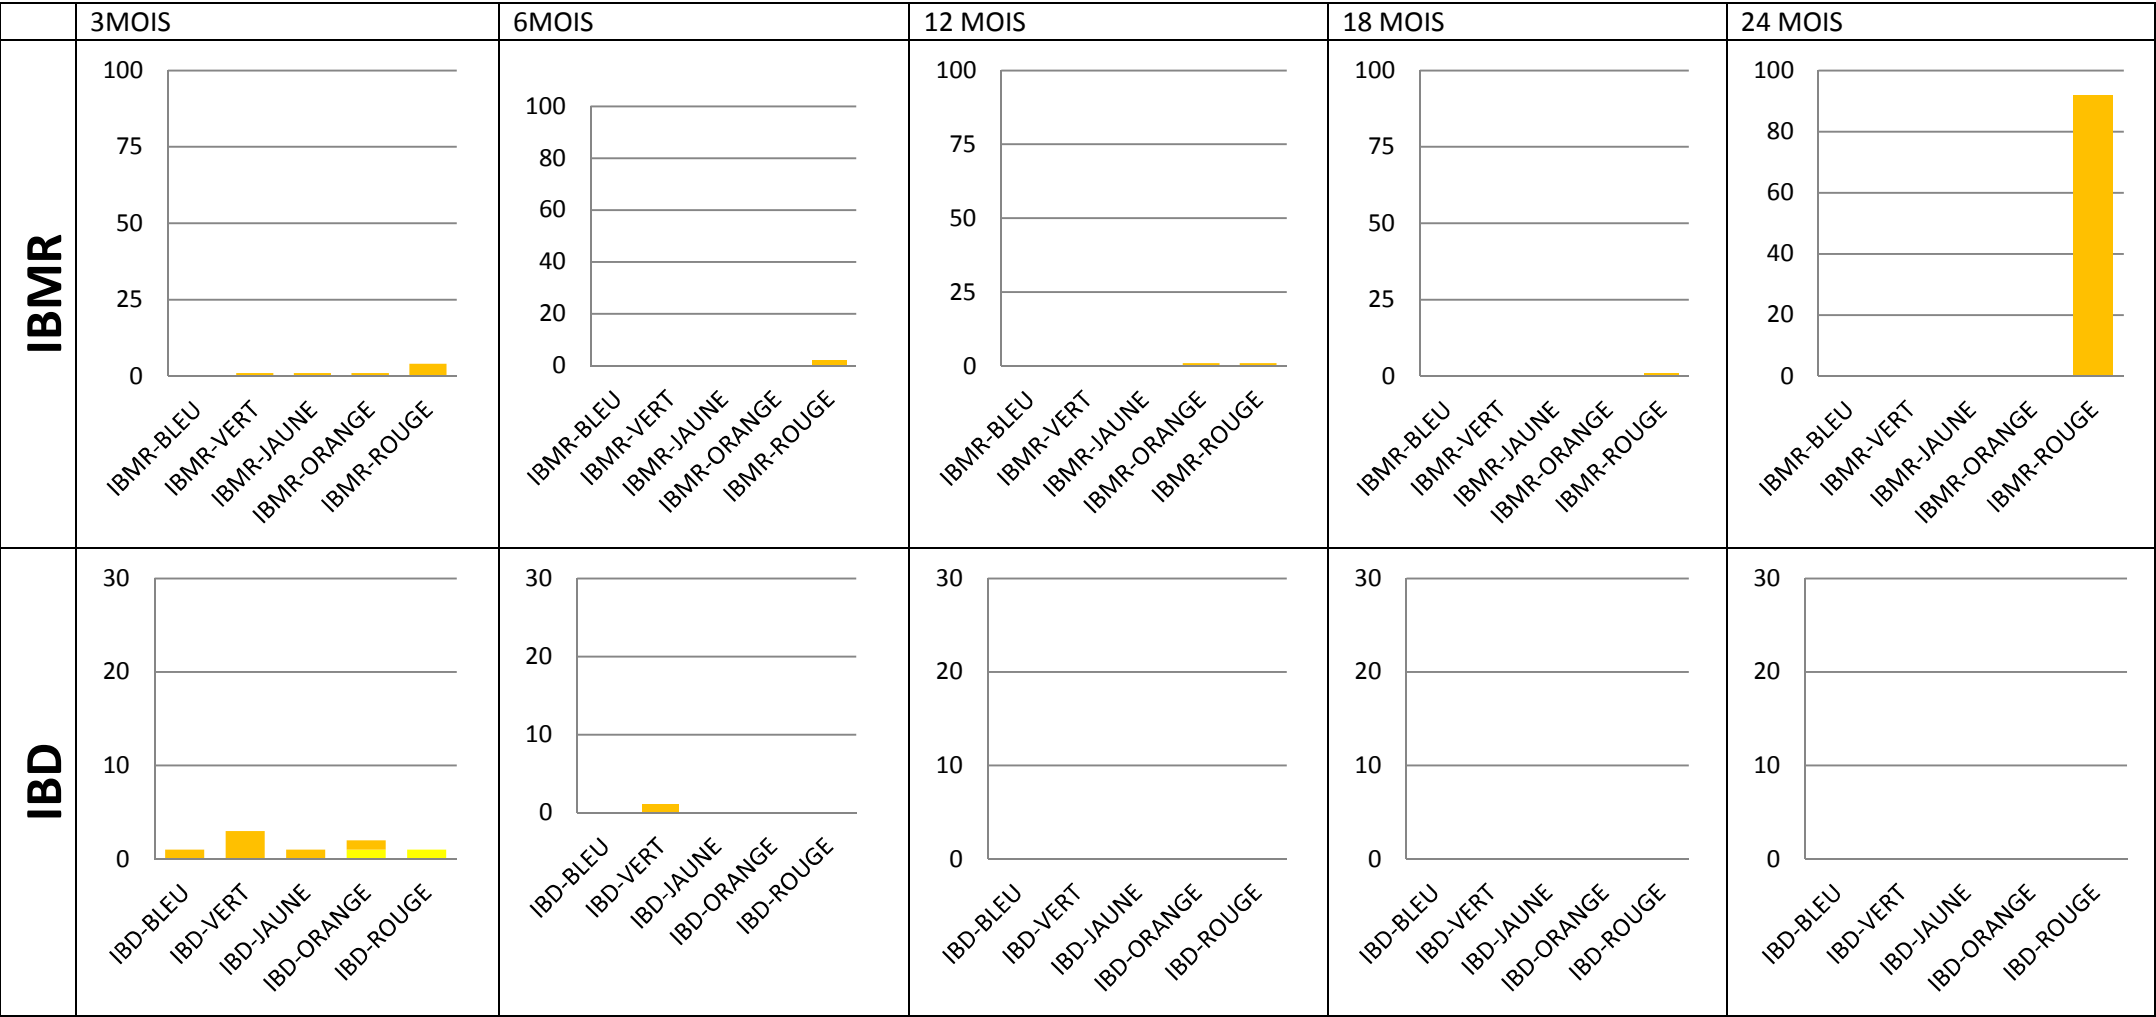 3MOIS
6MOIS
12 MOIS
18 MOIS
24 MOIS
IBMR
100
75
50
25
0
IBMR-BLEU
IBMR-VERT
IBMR-JAUNE
IBMR-ORANGE
IBMR-ROUGE
100
80
60
40
20
0
IBMR-BLEU
IBMR-VERT
IBMR-JAUNE
IBMR-ORANGE
IBMR-ROUGE
100
75
50
25
0
IBMR-BLEU
IBMR-VERT
IBMR-JAUNE
IBMR-ORANGE
IBMR-ROUGE
100
75
50
25
0
IBMR-BLEU
IBMR-VERT
IBMR-JAUNE
IBMR-ORANGE
IBMR-ROUGE
100
80
60
40
20
0
IBMR-BLEU
IBMR-VERT
IBMR-JAUNE
IBMR-ORANGE
IBMR-ROUGE
IBD
30
20
10
0
IBD-BLEU
IBD-VERT
IBD-JAUNE
IBD-ORANGE
IBD-ROUGE
30
20
10
0
IBD-BLEU
IBD-VERT
IBD-JAUNE
IBD-ORANGE
IBD-ROUGE
30
20
10
0
IBD-BLEU
IBD-VERT
IBD-JAUNE
IBD-ORANGE
IBD-ROUGE
30
20
10
0
IBD-BLEU
IBD-VERT
IBD-JAUNE
IBD-ORANGE
IBD-ROUGE
30
20
10
0
IBD-BLEU
IBD-VERT
IBD-JAUNE
IBD-ORANGE
IBD-ROUGE